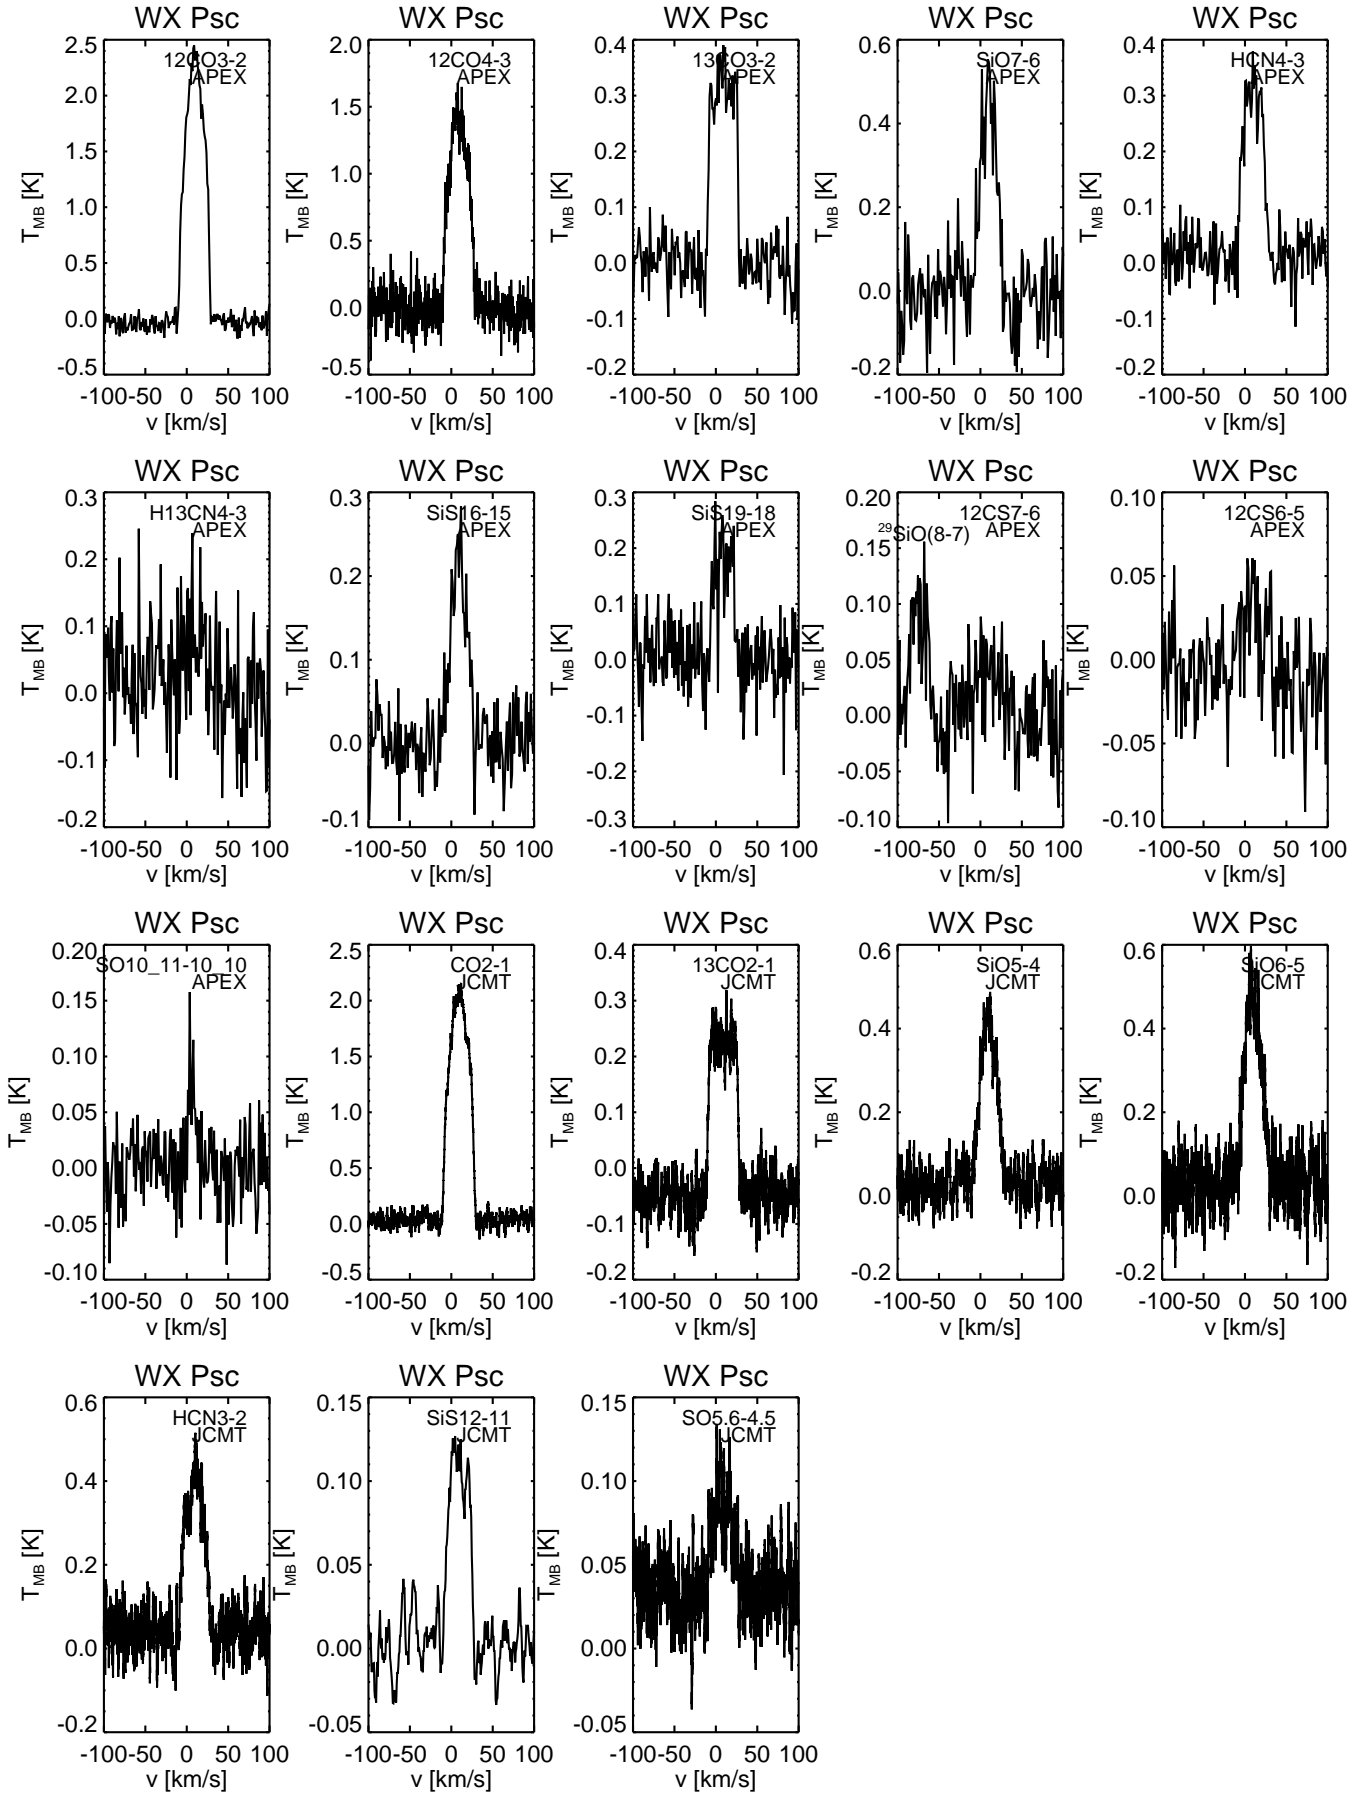 WX Psc
12CO3-2
APEX
2.5
2.0
1.5
1.0
0.5
0.0
-0.5
T_MB [K]
-100-50 0 50 100
v [km/s]
WX Psc
12CO4-3
APEX
2.0
1.5
1.0
0.5
0.0
-0.5
T_MB [K]
-100-50 0 50 100
v [km/s]
WX Psc
13CO3-2
APEX
0.4
0.3
0.2
0.1
0.0
-0.1
-0.2
T_MB [K]
-100-50 0 50 100
v [km/s]
WX Psc
SiO7-6
APEX
0.6
0.4
0.2
0.0
-0.2
T_MB [K]
-100-50 0 50 100
v [km/s]
WX Psc
HCN4-3
APEX
0.4
0.3
0.2
0.1
0.0
-0.1
-0.2
T_MB [K]
-100-50 0 50 100
v [km/s]
WX Psc
H13CN4-3
APEX
0.3
0.2
0.1
0.0
-0.1
-0.2
T_MB [K]
-100-50 0 50 100
v [km/s]
WX Psc
SiS16-15
APEX
0.3
0.2
0.1
0.0
-0.1
T_MB [K]
-100-50 0 50 100
v [km/s]
WX Psc
SiS19-18
APEX
0.3
0.2
0.1
0.0
-0.1
-0.2
-0.3
T_MB [K]
-100-50 0 50 100
v [km/s]
WX Psc
12CS7-6
29SiO(8-7) APEX
0.20
0.15
0.10
0.05
0.00
-0.05
-0.10
T_MB [K]
-100-50 0 50 100
v [km/s]
WX Psc
12CS6-5
APEX
0.10
0.05
0.00
-0.05
-0.10
T_MB [K]
-100-50 0 50 100
v [km/s]
WX Psc
SO10_11-10_10
APEX
0.20
0.15
0.10
0.05
0.00
-0.05
-0.10
T_MB [K]
-100-50 0 50 100
v [km/s]
WX Psc
CO2-1
JCMT
2.5
2.0
1.5
1.0
0.5
0.0
-0.5
T_MB [K]
-100-50 0 50 100
v [km/s]
WX Psc
13CO2-1
JCMT
0.4
0.3
0.2
0.1
0.0
-0.1
-0.2
T_MB [K]
-100-50 0 50 100
v [km/s]
WX Psc
SiO5-4
JCMT
0.6
0.4
0.2
0.0
-0.2
T_MB [K]
-100-50 0 50 100
v [km/s]
WX Psc
SiO6-5
JCMT
0.6
0.4
0.2
0.0
-0.2
T_MB [K]
-100-50 0 50 100
v [km/s]
WX Psc
HCN3-2
JCMT
0.6
0.4
0.2
0.0
-0.2
T_MB [K]
-100-50 0 50 100
v [km/s]
WX Psc
SiS12-11
JCMT
0.15
0.10
0.05
0.00
-0.05
T_MB [K]
-100-50 0 50 100
v [km/s]
WX Psc
SO5.6-4.5
JCMT
0.15
0.10
0.05
0.00
-0.05
T_MB [K]
-100-50 0 50 100
v [km/s]